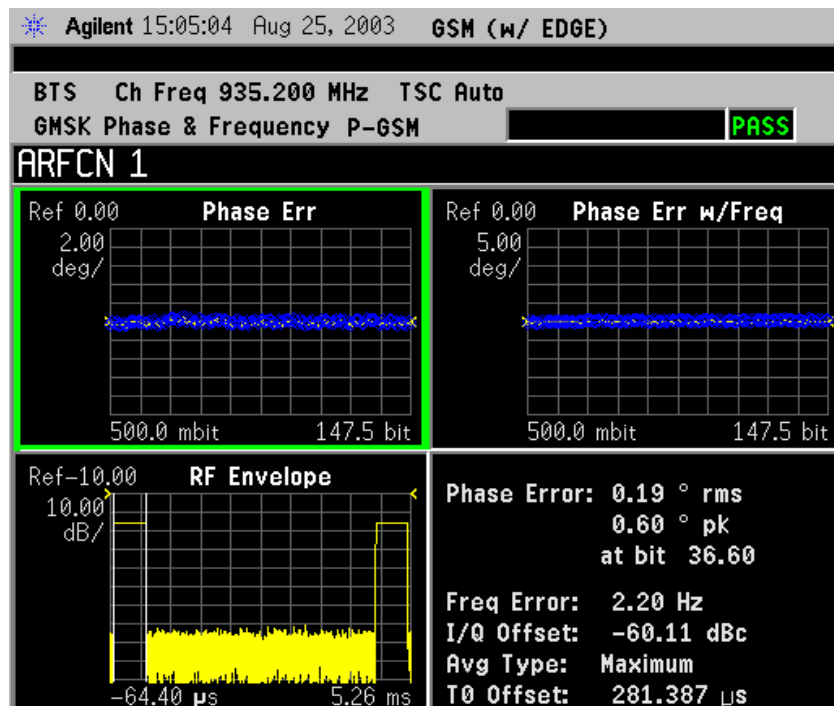 Agilent 15:05:04 Aug 25, 2003 GSM (w/ EDGE)
BTS Ch Freq 935.200 MHz TSC Auto
GMSK Phase & Frequency P-GSM PASS
ARFCN 1
Ref 0.00 Phase Err
2.00
deg/
500.0 mbit 147.5 bit
Ref 0.00 Phase Err w/Freq
5.00
deg/
500.0 mbit 147.5 bit
Ref-10.00 RF Envelope
10.00
dB/
-64.40 µs 5.26 ms
Phase Error: 0.19 ° rms
0.60 ° pk
at bit 36.60
Freq Error: 2.20 Hz
I/Q Offset: -60.11 dBc
Avg Type: Maximum
T0 Offset: 281.387 µs